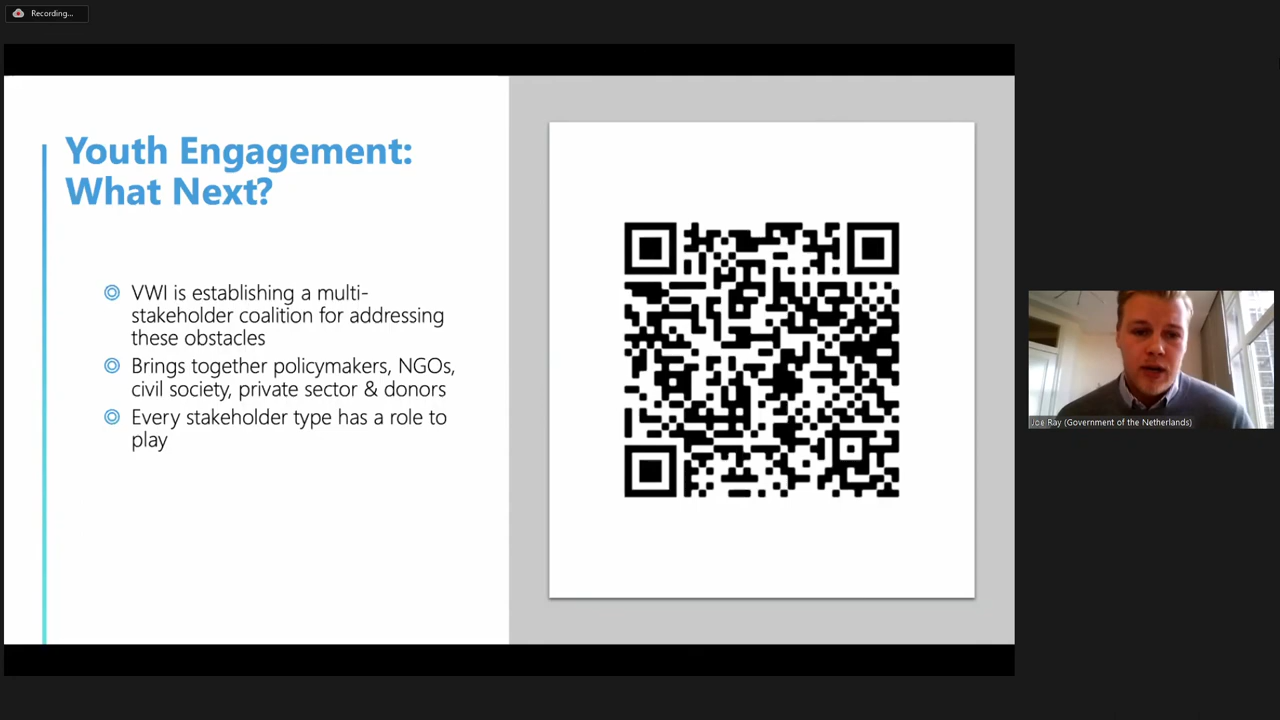 Recording...
Youth Engagement:
What Next?
VWI is establishing a multi-
stakeholder coalition for addressing
these obstacles
Brings together policymakers, NGOs,
civil society, private sector & donors
Every stakeholder type has a role to
play
Joe Ray (Government of the Netherlands)